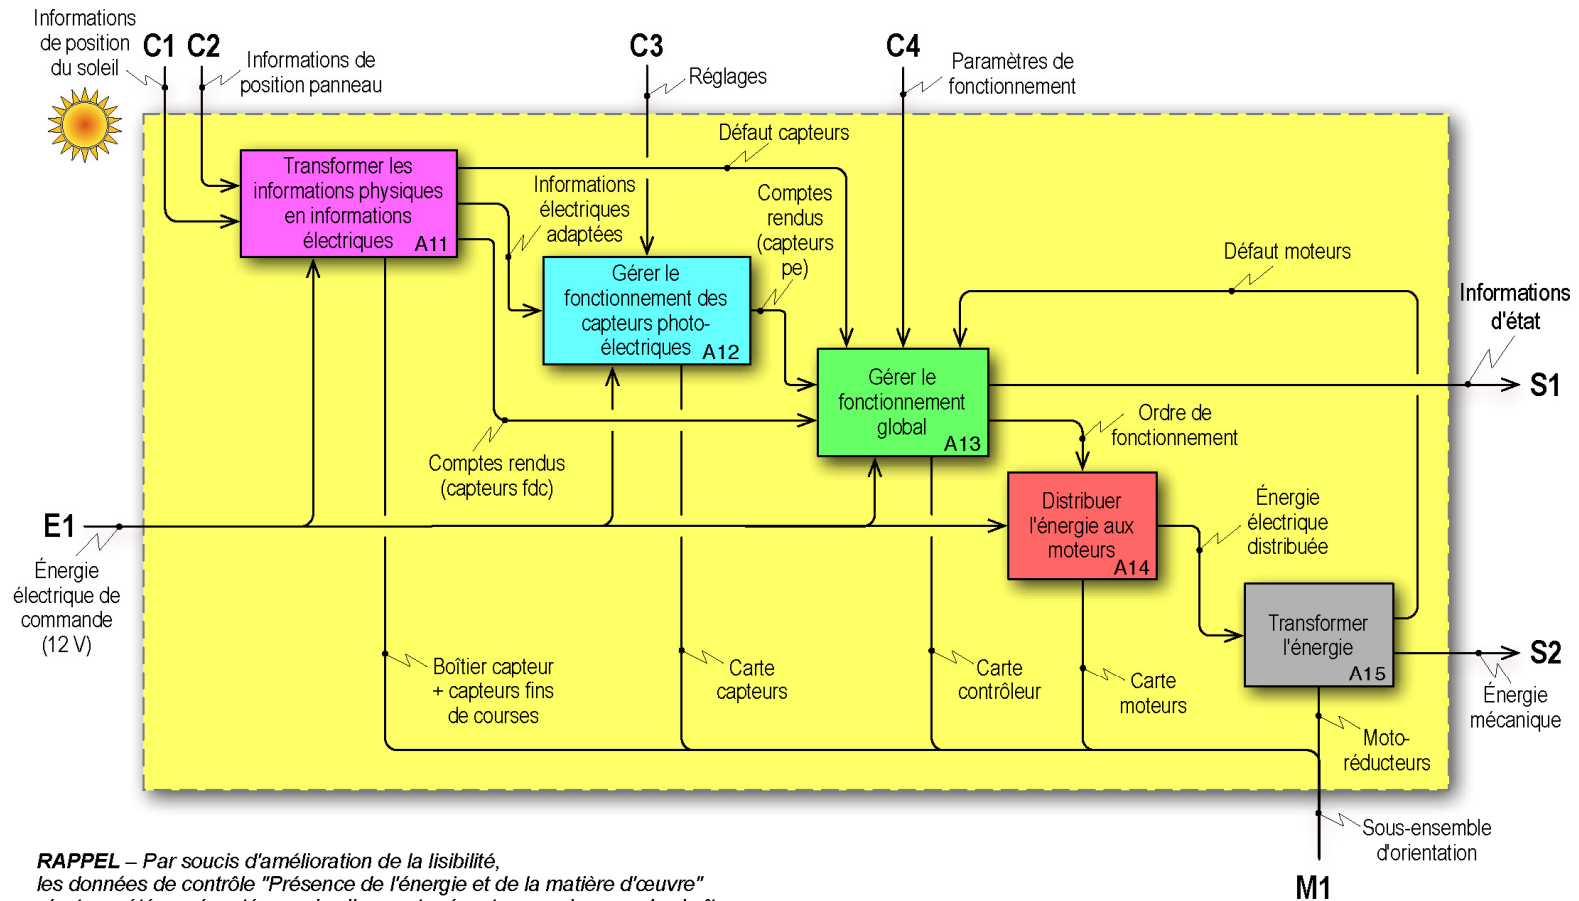 Informations
de position
du soleil
C1
C2
Informations de
position panneau
C3
Réglages
C4
Paramètres de
fonctionnement
Défaut capteurs
Transformer les
informations physiques
en informations
électriques
A11
Informations
électriques
adaptées
Comptes
rendus
(capteurs
pe)
Défaut moteurs
Gérer le
fonctionnement des
capteurs photo-
électriques
A12
Informations
d'état
S1
Gérer le
fonctionnement
global
A13
Ordre de
fonctionnement
Comptes rendus
(capteurs fdc)
E1
Énergie
électrique de
commande
(12 V)
Distribuer
l'énergie aux
moteurs
A14
Énergie
électrique
distribuée
Transformer
l'énergie
A15
S2
Énergie
mécanique
Boîtier capteur
+ capteurs fins
de courses
Carte
capteurs
Carte
contrôleur
Carte
moteurs
Moto-
réducteurs
Sous-ensemble
d'orientation
M1
RAPPEL – Par soucis d'amélioration de la lisibilité,
les données de contrôle "Présence de l'énergie et de la matière d'œuvre"